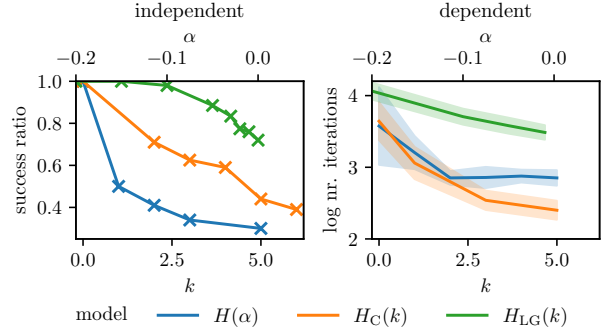 independent
α
−0.2 −0.1 0.0
success ratio
1.0
0.8
0.6
0.4
0.0 2.5 5.0
k
dependent
α
−0.2 −0.1 0.0
log nr. iterations
4
3
2
0.0 2.5 5.0
k
model H(α) H_C(k) H_LG(k)